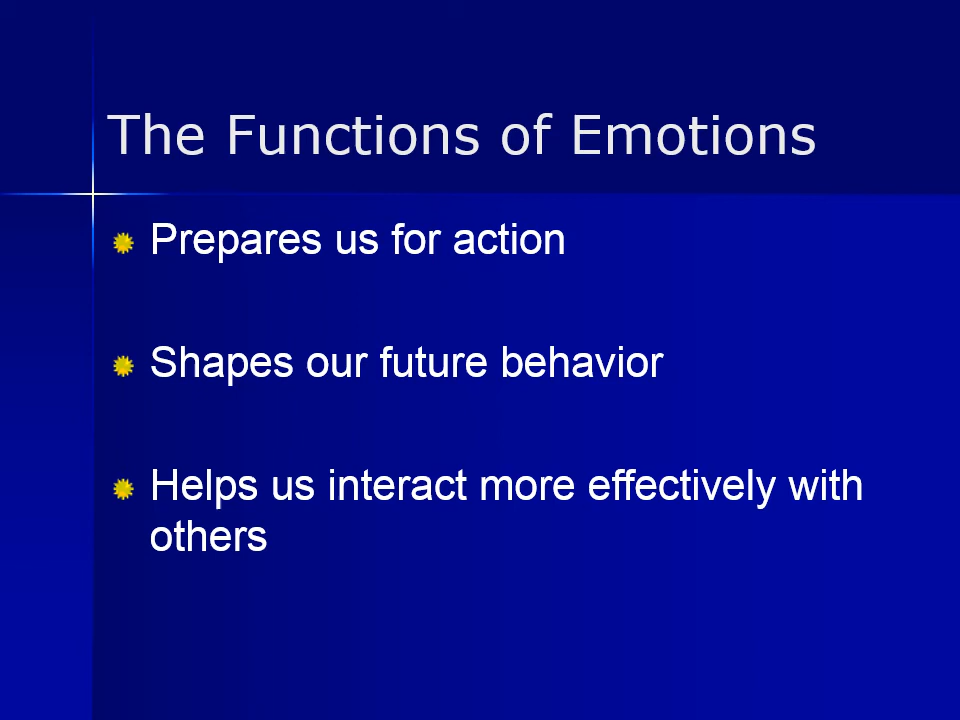 The Functions of Emotions
Prepares us for action
Shapes our future behavior
Helps us interact more effectively with
others